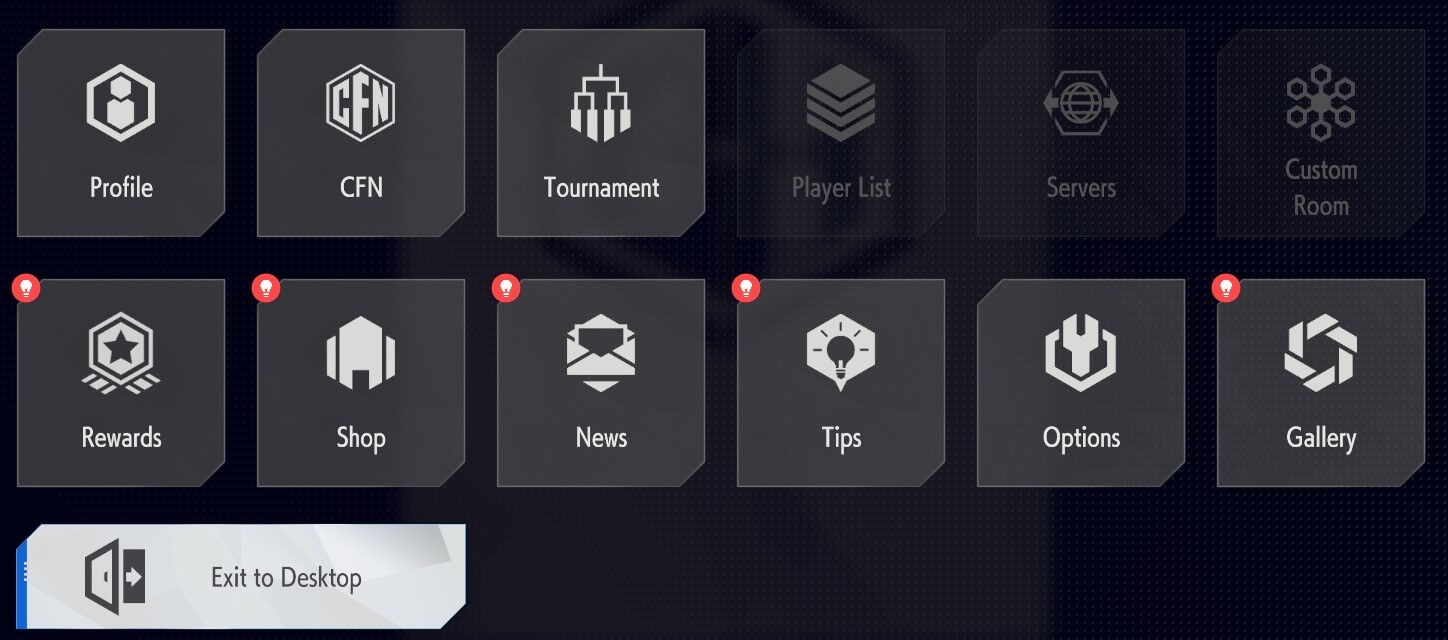 Profile
CFN
CFN
Tournament
Player List
Servers
Custom
Room
Rewards
Shop
News
Tips
Options
Gallery
Exit to Desktop